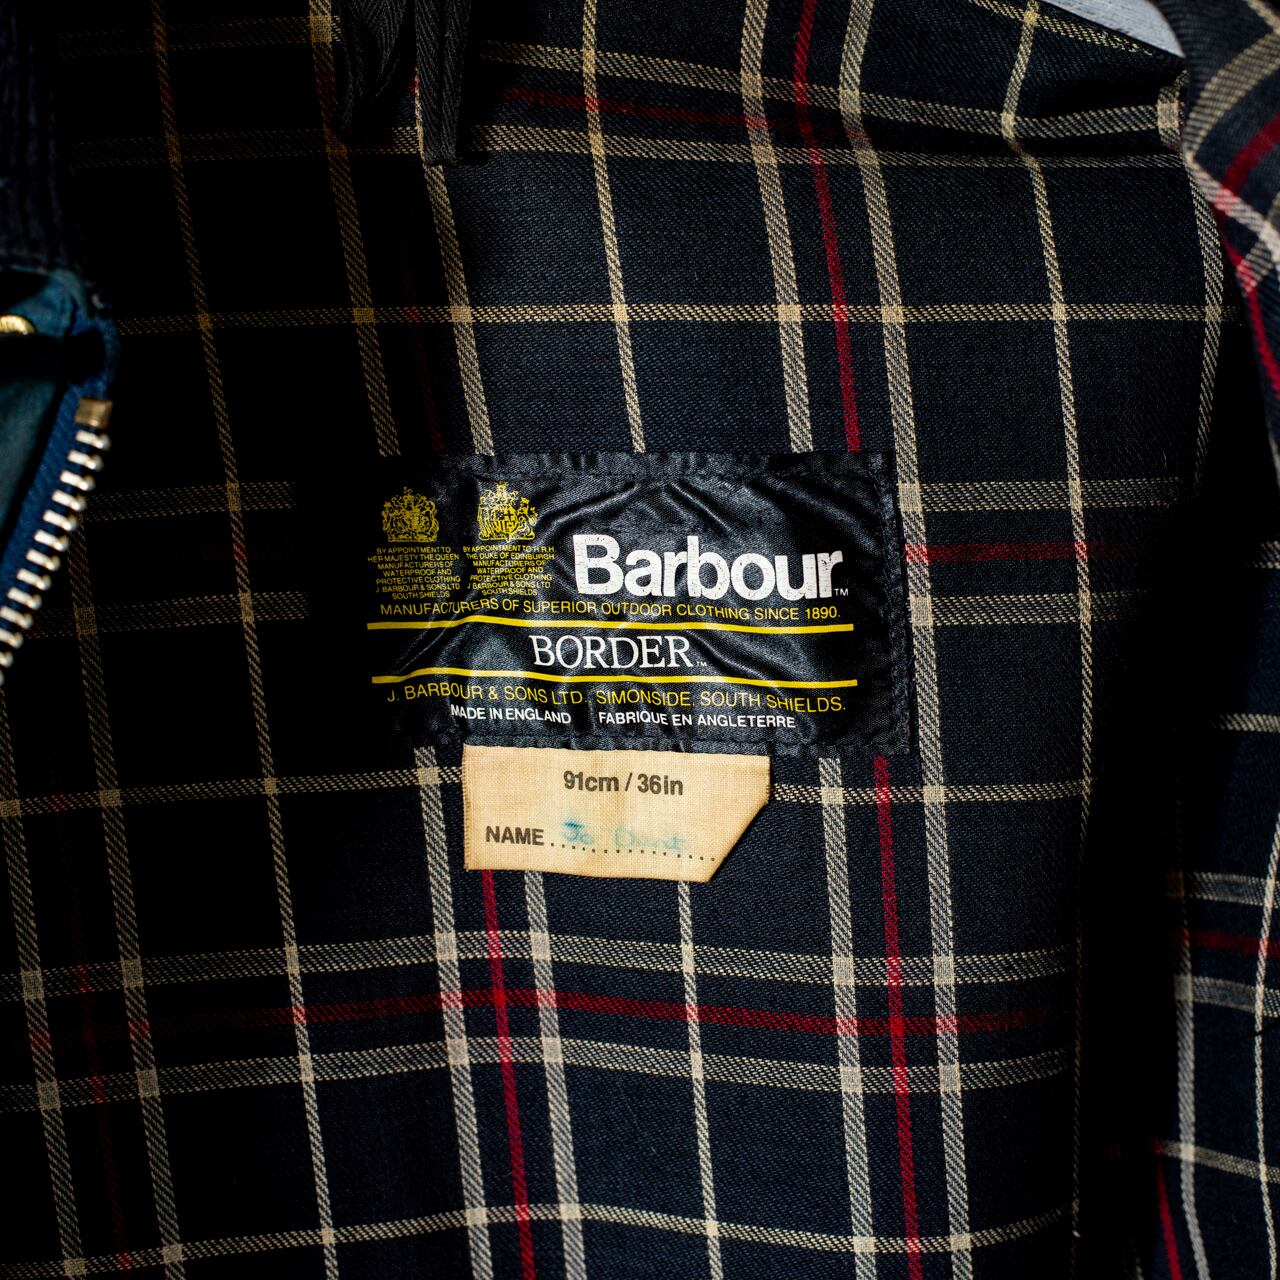 BY APPOINTMENT TO
HER MAJESTY THE QUEEN
MANUFACTURERS OF
WATERPROOF AND
PROTECTIVE CLOTHING
J. BARBOUR & SONS LTD
SOUTH SHIELDS
BY APPOINTMENT TO H.R.H.
THE DUKE OF EDINBURGH
MANUFACTURERS OF
WATERPROOF AND
PROTECTIVE CLOTHING
J. BARBOUR & SONS LTD
SOUTH SHIELDS
Barbour™
MANUFACTURERS OF SUPERIOR OUTDOOR CLOTHING SINCE 1890.
BORDER™
J. BARBOUR & SONS LTD. SIMONSIDE. SOUTH SHIELDS.
MADE IN ENGLAND FABRIQUE EN ANGLETERRE
91cm / 36in
NAME Jo